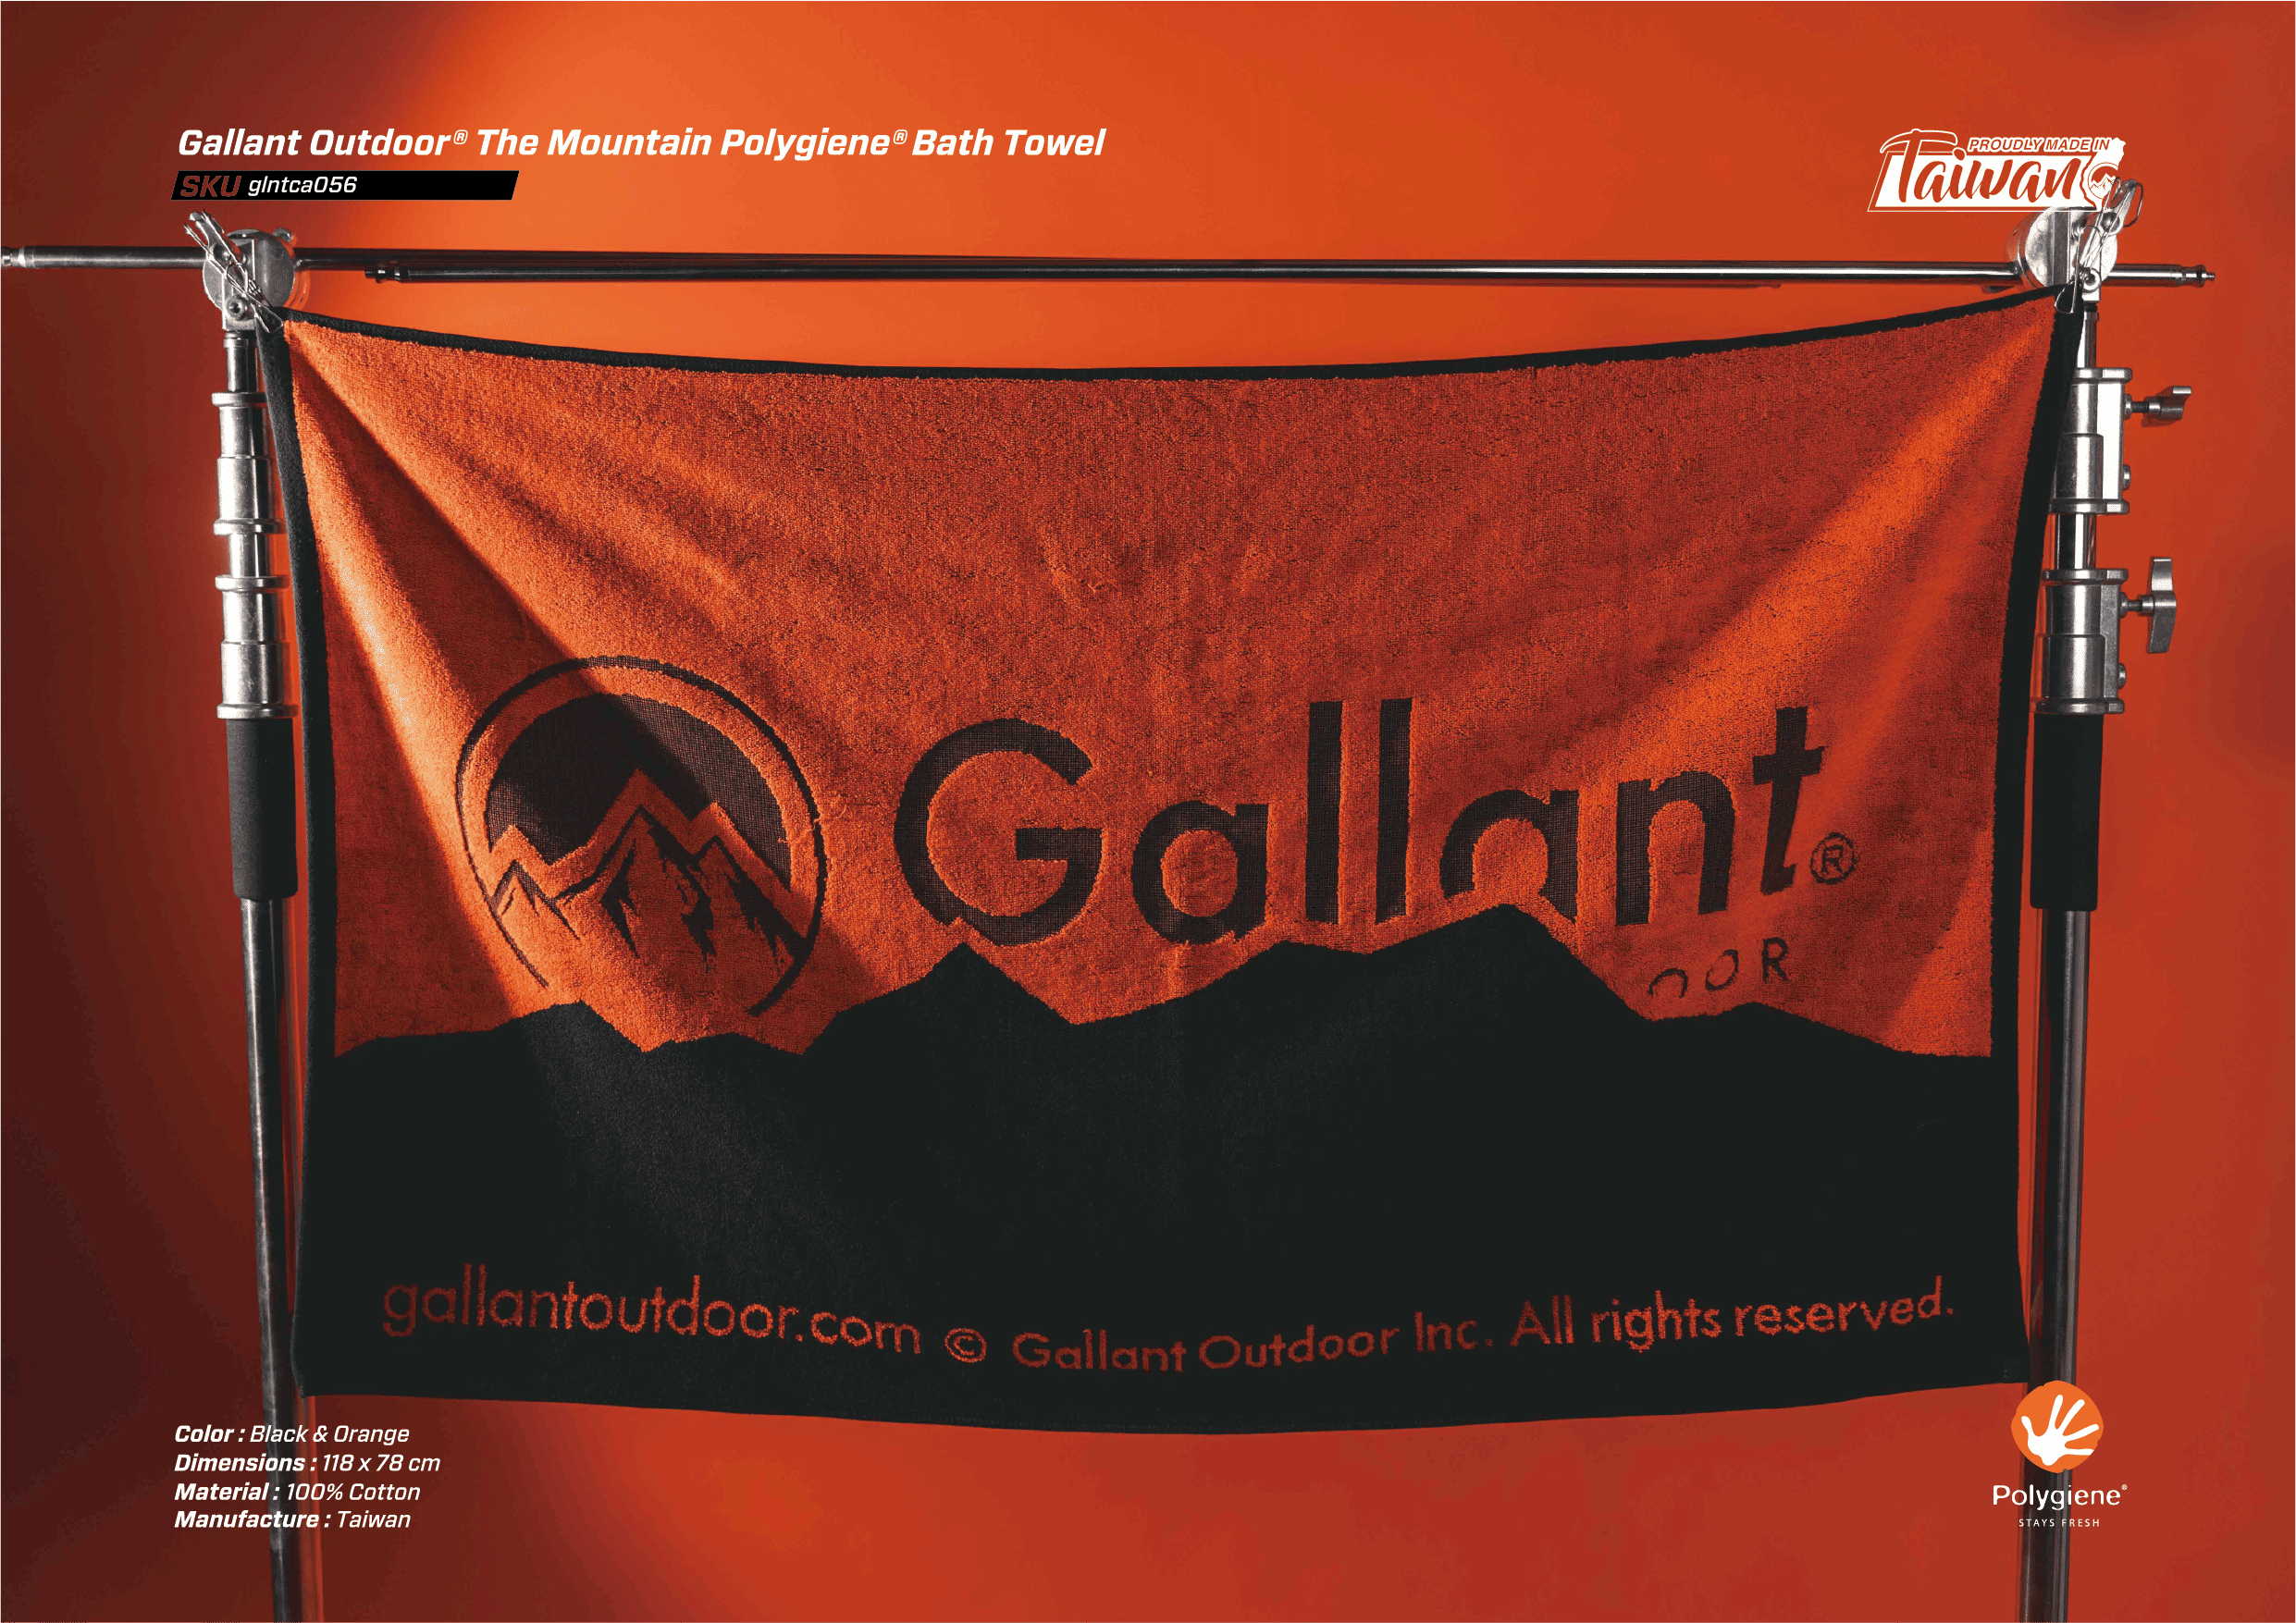 Gallant Outdoor® The Mountain Polygiene® Bath Towel
SKU glntca056
PROUDLY MADE IN
Taiwan
Gallant®
OOR
gallantoutdoor.com © Gallant Outdoor Inc. All rights reserved.
Color : Black & Orange
Dimensions : 118 x 78 cm
Material : 100% Cotton
Manufacture : Taiwan
Polygiene®
STAYS FRESH